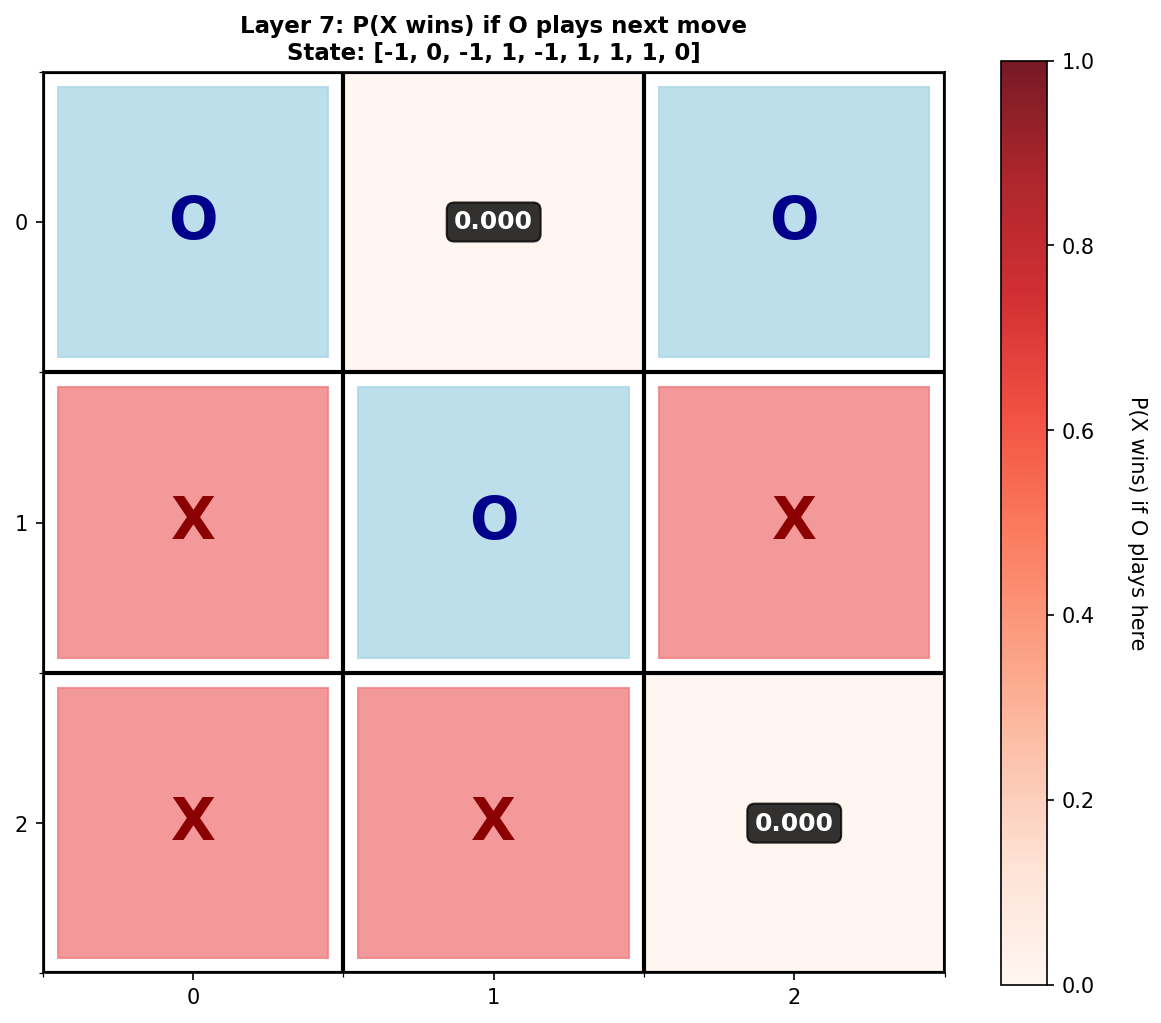 Layer 7: P(X wins) if O plays next move
State: [-1, 0, -1, 1, -1, 1, 1, 1, 0]
0
O
0.000
O
1
X
O
X
2
X
X
0.000
0
1
2
1.0
0.8
0.6
0.4
0.2
0.0
P(X wins) if O plays here